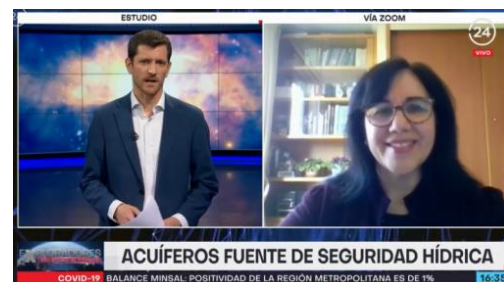 ESTUDIO
VÍA ZOOM
24
VIVO
ACUÍFEROS FUENTE DE SEGURIDAD HÍDRICA
COVID-19 BALANCE MINSAL: POSITIVIDAD DE LA REGIÓN METROPOLITANA ES DE 1% 16:35